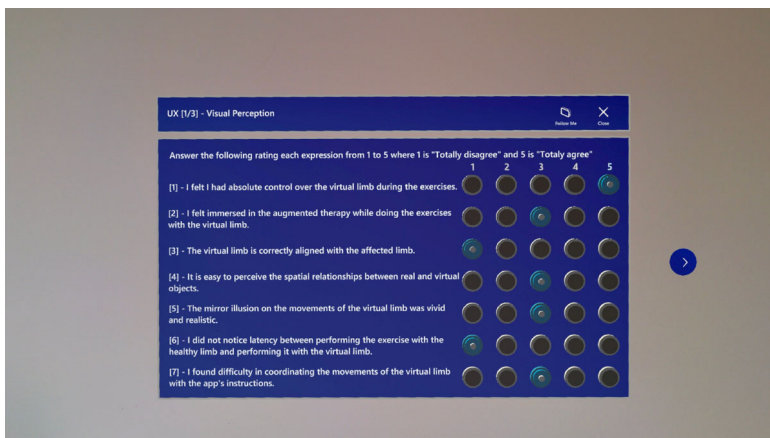 UX [1/3] - Visual Perception
Follow Me
Close
Answer the following rating each expression from 1 to 5 where 1 is "Totally disagree" and 5 is "Totaly agree"
1 2 3 4 5
[1] - I felt I had absolute control over the virtual limb during the exercises.
[2] - I felt immersed in the augmented therapy while doing the exercises
with the virtual limb.
[3] - The virtual limb is correctly aligned with the affected limb.
[4] - It is easy to perceive the spatial relationships between real and virtual
objects.
[5] - The mirror illusion on the movements of the virtual limb was vivid
and realistic.
[6] - I did not notice latency between performing the exercise with the
healthy limb and performing it with the virtual limb.
[7] - I found difficulty in coordinating the movements of the virtual limb
with the app's instructions.